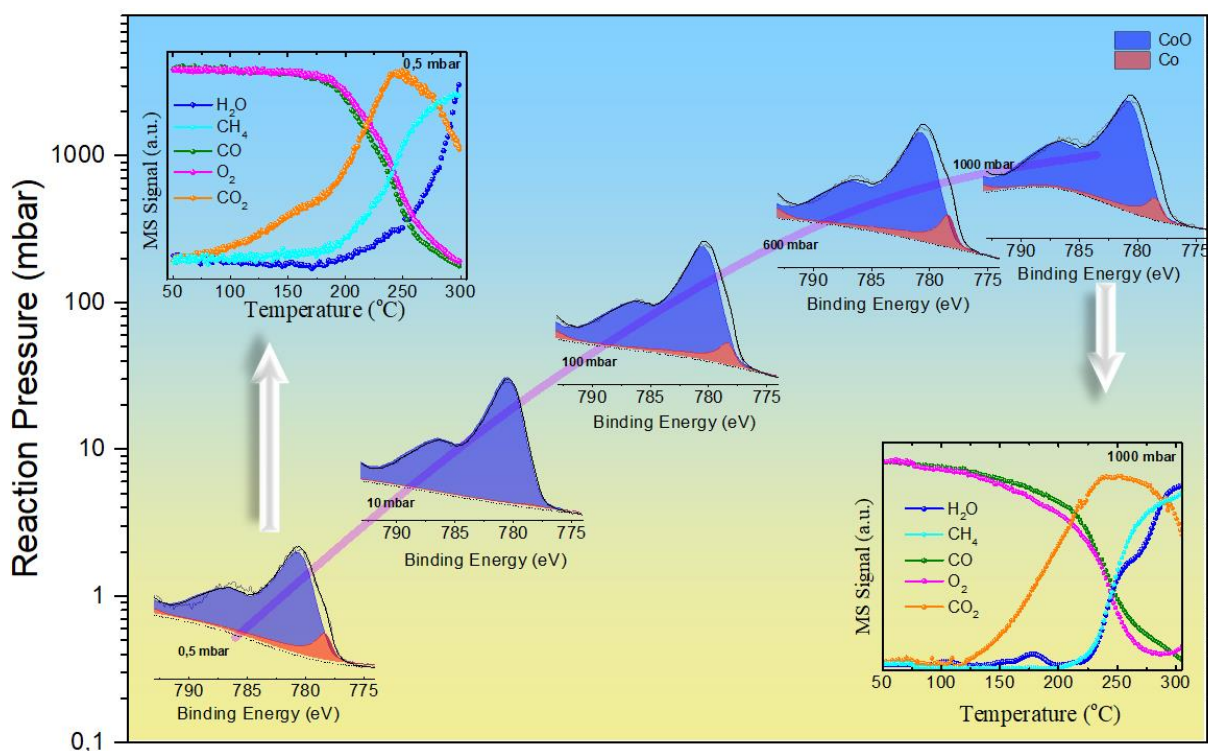 Reaction Pressure (mbar)
1000
100
10
1
0,1
CoO
Co
0,5 mbar
H₂O
CH₄
CO
O₂
CO₂
MS Signal (a.u.)
50 100 150 200 250 300
Temperature (°C)
1000 mbar
790 785 780 775
Binding Energy (eV)
600 mbar
790 785 780 775
Binding Energy (eV)
100 mbar
790 785 780 775
Binding Energy (eV)
10 mbar
790 785 780 775
Binding Energy (eV)
0,5 mbar
790 785 780 775
Binding Energy (eV)
1000 mbar
H₂O
CH₄
CO
O₂
CO₂
MS Signal (a.u.)
50 100 150 200 250 300
Temperature (°C)